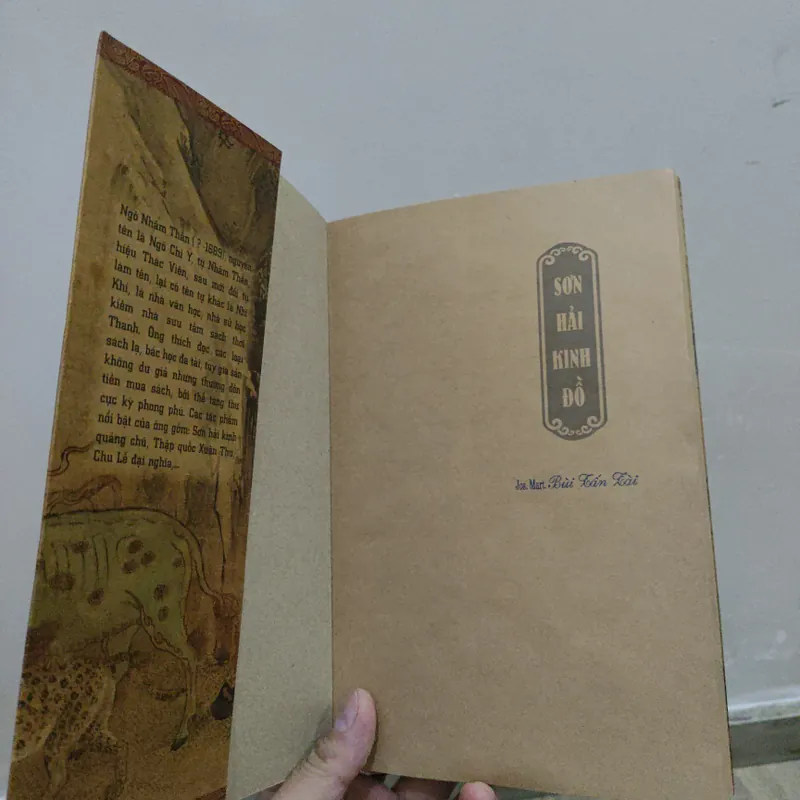 Ngô Nhâm Thần (? -1689), nguyên
tên là Ngô Chí Y, tự Nhâm Thần,
hiệu Thác Viên, sau mới đổi tự
làm tên, lại có tên tự khác là Nhĩ
Khí, là nhà văn học, nhà sử học
kiêm nhà sưu tầm sách thời
Thanh. Ông thích đọc các loại
sách lạ, bác học đa tài, tuy gia sản
không dư giả nhưng thường dồn
tiền mua sách, bởi thế tàng thư
cực kỳ phong phú. Các tác phẩm
nổi bật của ông gồm: Sơn hải kinh
quảng chú, Thập quốc Xuân Thu,
Chu Lễ đại nghĩa,...
SƠN
HẢI
KINH
ĐỒ
Jos. Mart. Bùi Tấn Tài